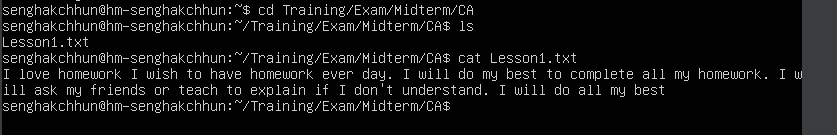 senghakchhun@hm-senghakchhun:~$ cd Training/Exam/Midterm/CA
senghakchhun@hm-senghakchhun:~/Training/Exam/Midterm/CA$ ls
Lesson1.txt
senghakchhun@hm-senghakchhun:~/Training/Exam/Midterm/CA$ cat Lesson1.txt
I love homework I wish to have homework ever day. I will do my best to complete all my homework. I w
ill ask my friends or teach to explain if I don't understand. I will do all my best
senghakchhun@hm-senghakchhun:~/Training/Exam/Midterm/CA$